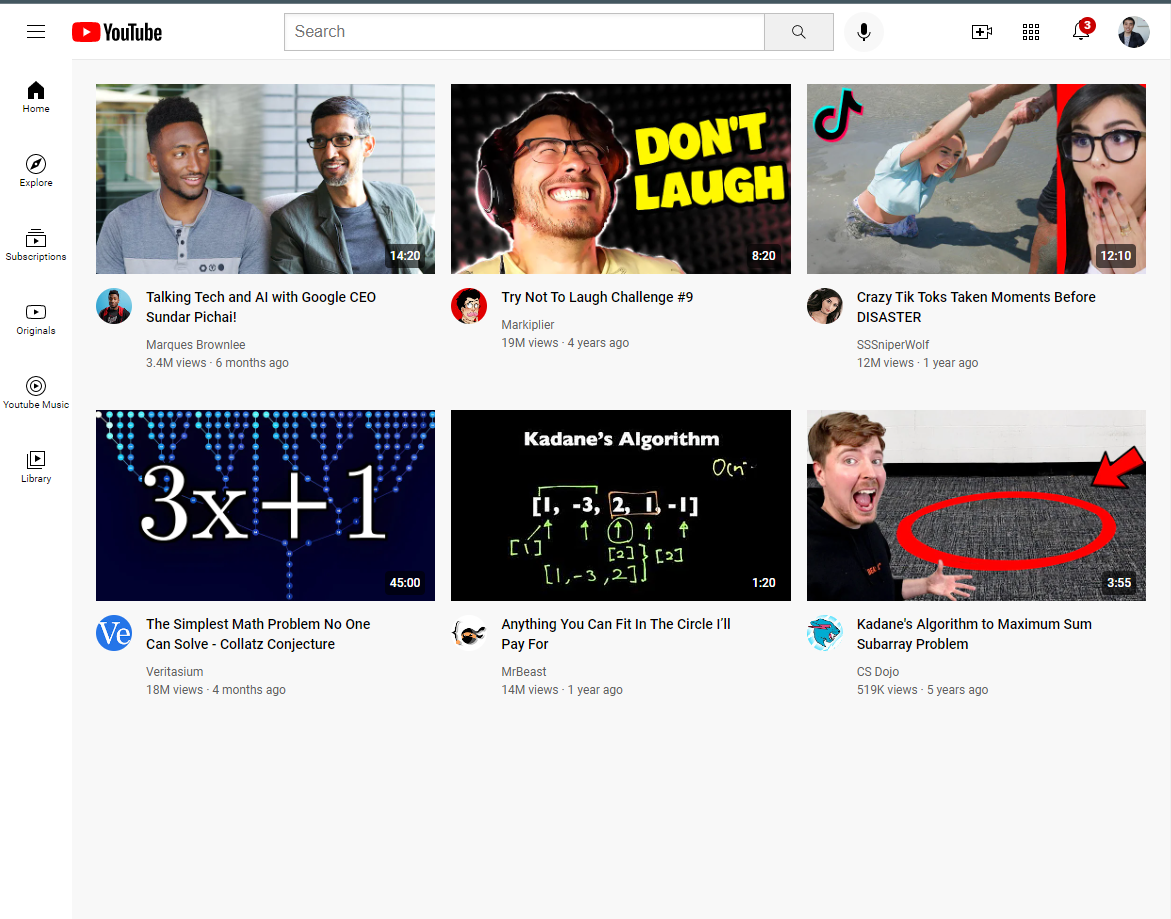 YouTube
Search
3
Home
Explore
Subscriptions
Originals
Youtube Music
Library
14:20
Talking Tech and AI with Google CEO
Sundar Pichai!
Marques Brownlee
3.4M views · 6 months ago
DON'T
LAUGH
8:20
Try Not To Laugh Challenge #9
Markiplier
19M views · 4 years ago
12:10
Crazy Tik Toks Taken Moments Before
DISASTER
SSSniperWolf
12M views · 1 year ago
3x+1
45:00
Ve
The Simplest Math Problem No One
Can Solve - Collatz Conjecture
Veritasium
18M views · 4 months ago
Kadane's Algorithm
[1, -3, 2, 1, -1]
[1]
[2]
[2]
[1,-3,2]
1:20
Anything You Can Fit In The Circle I’ll
Pay For
MrBeast
14M views · 1 year ago
3:55
Kadane's Algorithm to Maximum Sum
Subarray Problem
CS Dojo
519K views · 5 years ago